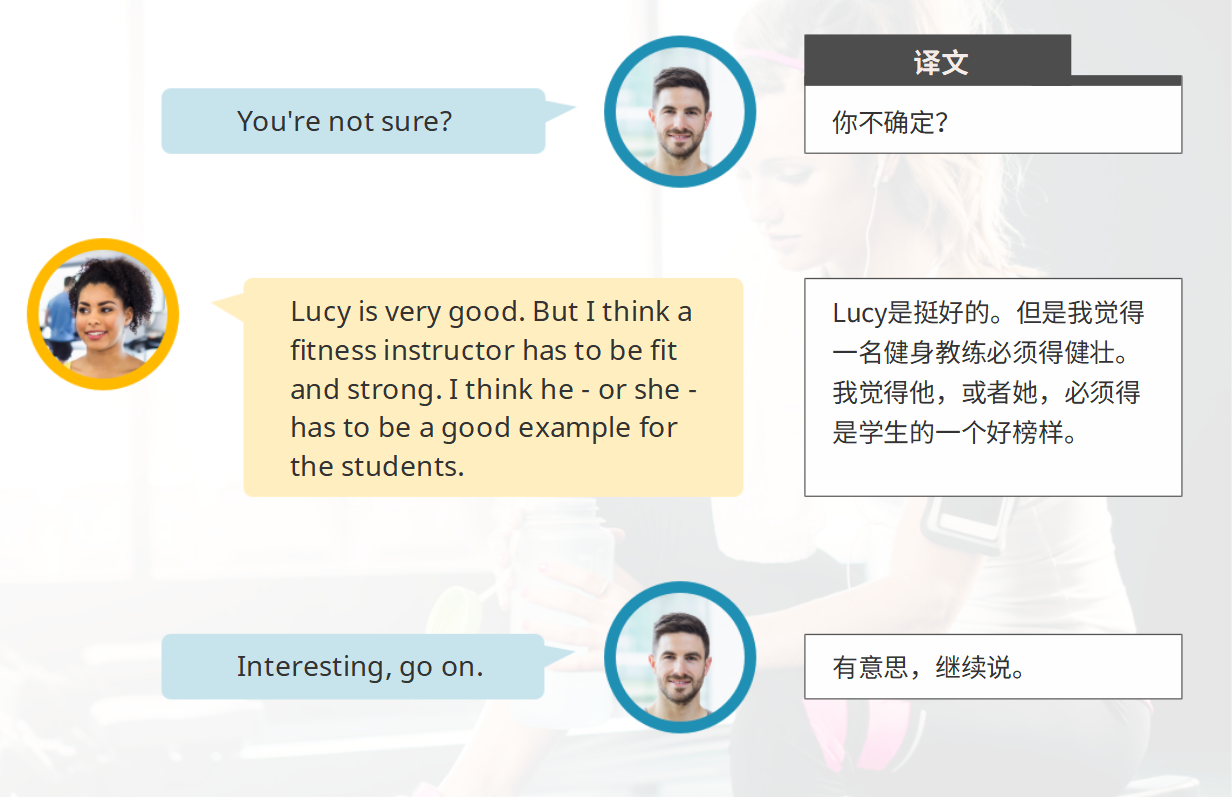 译文
You're not sure?
你不确定？
Lucy is very good. But I think a
fitness instructor has to be fit
and strong. I think he - or she -
has to be a good example for
the students.
Lucy是挺好的。但是我觉得
一名健身教练必须得健壮。
我觉得他，或者她，必须得
是学生的一个好榜样。
Interesting, go on.
有意思，继续说。